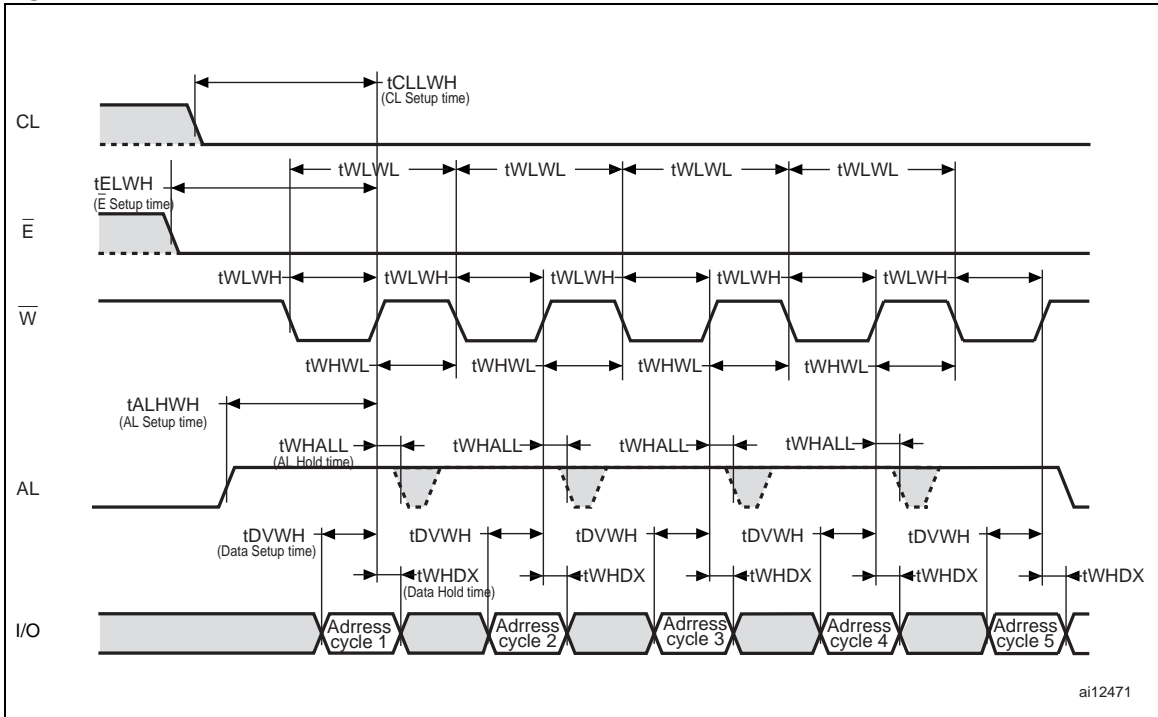 tCLLWH
(CL Setup time)
CL
tWLWL tWLWL tWLWL tWLWL
tELWH
(E Setup time)
E
tWLWH tWLWH tWLWH tWLWH tWLWH
W
tWHWL tWHWL tWHWL tWHWL
tALHWH
(AL Setup time)
tWHALL tWHALL tWHALL tWHALL
(AL Hold time)
AL
tDVWH tDVWH tDVWH tDVWH tDVWH
(Data Setup time)
tWHDX tWHDX tWHDX tWHDX tWHDX
(Data Hold time)
I/O
Adrress cycle 1
Adrress cycle 2
Adrress cycle 3
Adrress cycle 4
Adrress cycle 5
ai12471